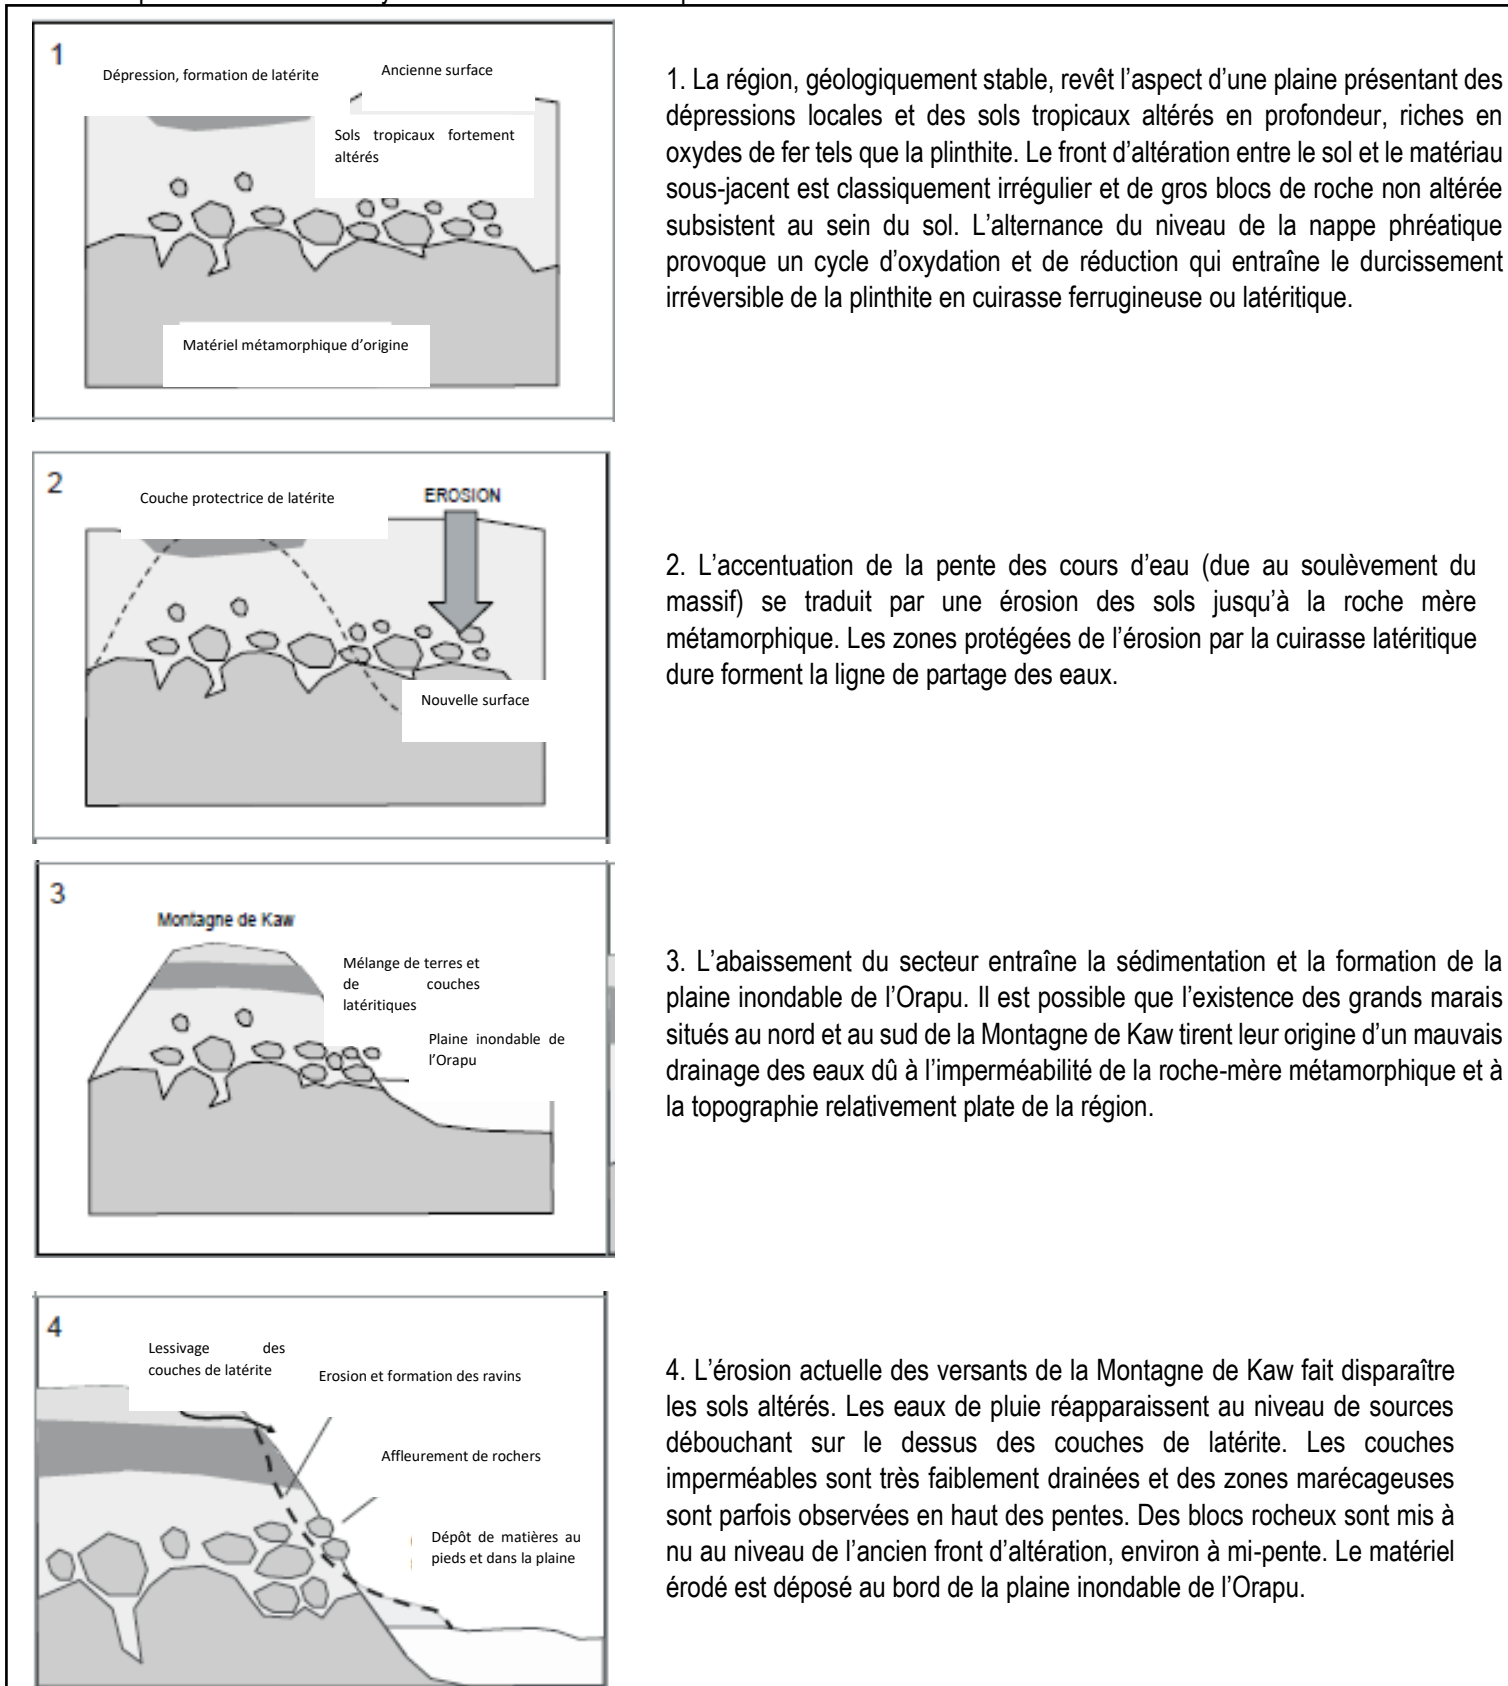 1
Dépression, formation de latérite
Ancienne surface
Sols tropicaux fortement
altérés
Matériel métamorphique d’origine
1. La région, géologiquement stable, revêt l’aspect d’une plaine présentant des
dépressions locales et des sols tropicaux altérés en profondeur, riches en
oxydes de fer tels que la plinthite. Le front d’altération entre le sol et le matériau
sous-jacent est classiquement irrégulier et de gros blocs de roche non altérée
subsistent au sein du sol. L’alternance du niveau de la nappe phréatique
provoque un cycle d’oxydation et de réduction qui entraîne le durcissement
irréversible de la plinthite en cuirasse ferrugineuse ou latéritique.
2
Couche protectrice de latérite
EROSION
Nouvelle surface
2. L’accentuation de la pente des cours d’eau (due au soulèvement du
massif) se traduit par une érosion des sols jusqu’à la roche mère
métamorphique. Les zones protégées de l’érosion par la cuirasse latéritique
dure forment la ligne de partage des eaux.
3
Montagne de Kaw
Mélange de terres et
de couches
latéritiques
Plaine inondable de
l’Orapu
3. L’abaissement du secteur entraîne la sédimentation et la formation de la
plaine inondable de l’Orapu. Il est possible que l’existence des grands marais
situés au nord et au sud de la Montagne de Kaw tirent leur origine d’un mauvais
drainage des eaux dû à l’imperméabilité de la roche-mère métamorphique et à
la topographie relativement plate de la région.
4
Lessivage des
couches de latérite
Erosion et formation des ravins
Affleurement de rochers
Dépôt de matières au
pieds et dans la plaine
4. L’érosion actuelle des versants de la Montagne de Kaw fait disparaître
les sols altérés. Les eaux de pluie réapparaissent au niveau de sources
débouchant sur le dessus des couches de latérite. Les couches
imperméables sont très faiblement drainées et des zones marécageuses
sont parfois observées en haut des pentes. Des blocs rocheux sont mis à
nu au niveau de l’ancien front d’altération, environ à mi-pente. Le matériel
érodé est déposé au bord de la plaine inondable de l’Orapu.